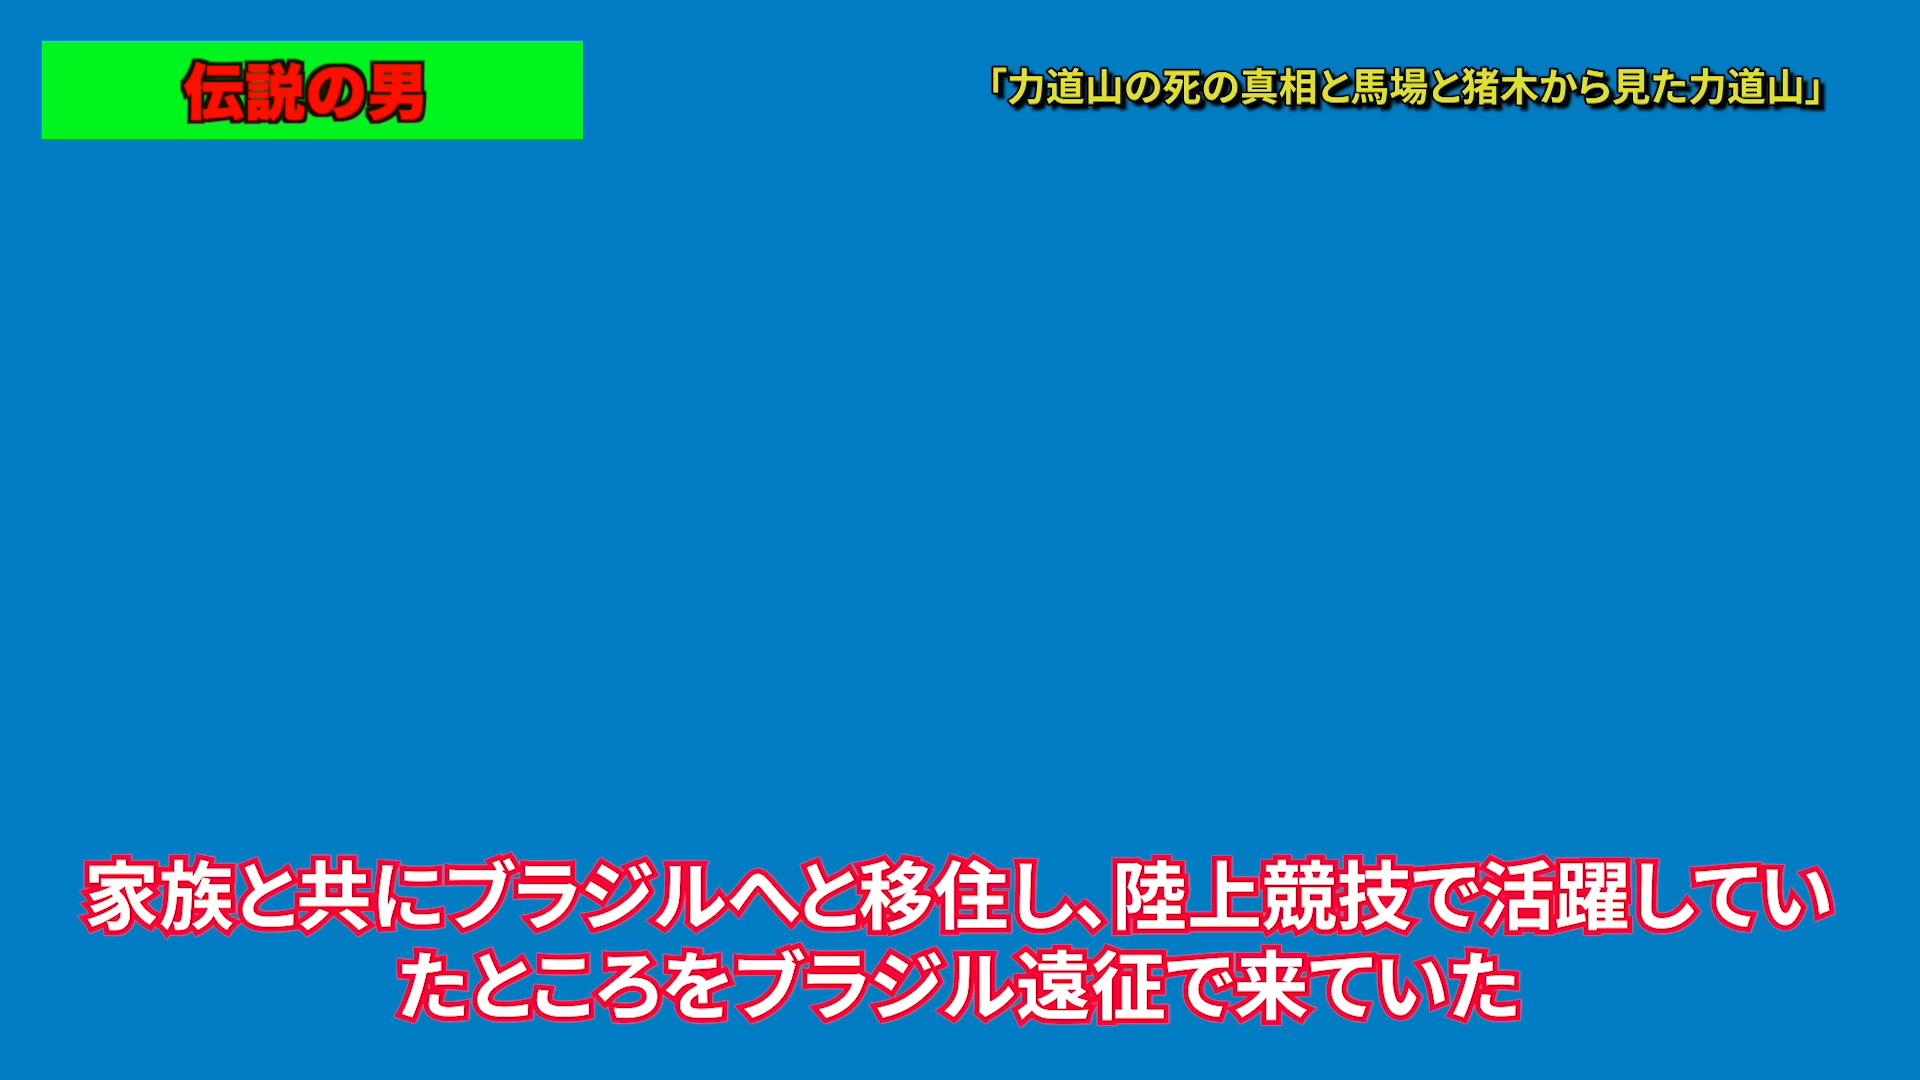 伝説の男
「力道山の死の真相と馬場と猪木から見た力道山」
家族と共にブラジルへと移住し、陸上競技で活躍してい
たところをブラジル遠征で来ていた